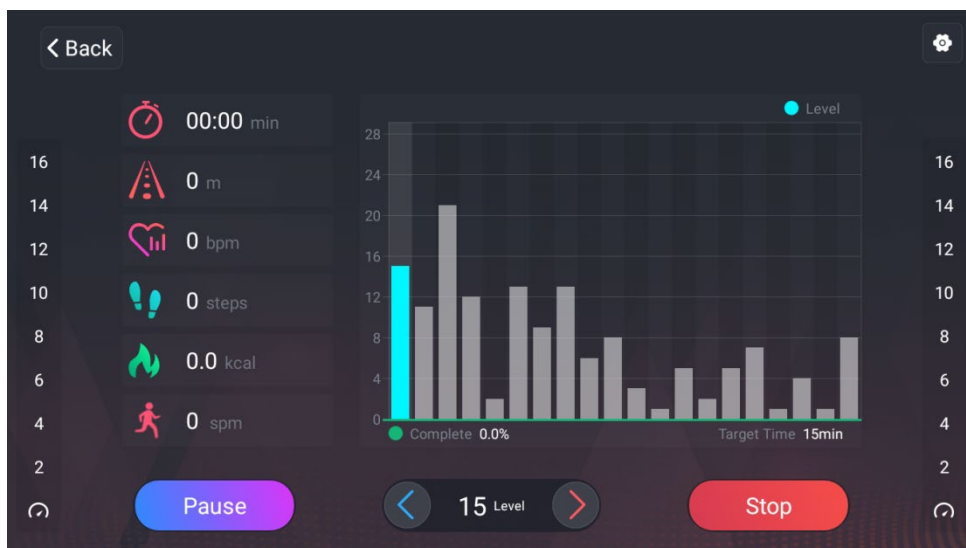 Back
00:00 min
0 m
0 bpm
0 steps
0.0 kcal
0 spm
Level
28
24
20
16
12
8
4
0
Complete 0.0%
Target Time 15min
16
14
12
10
8
6
4
2
16
14
12
10
8
6
4
2
Pause
15 Level
Stop